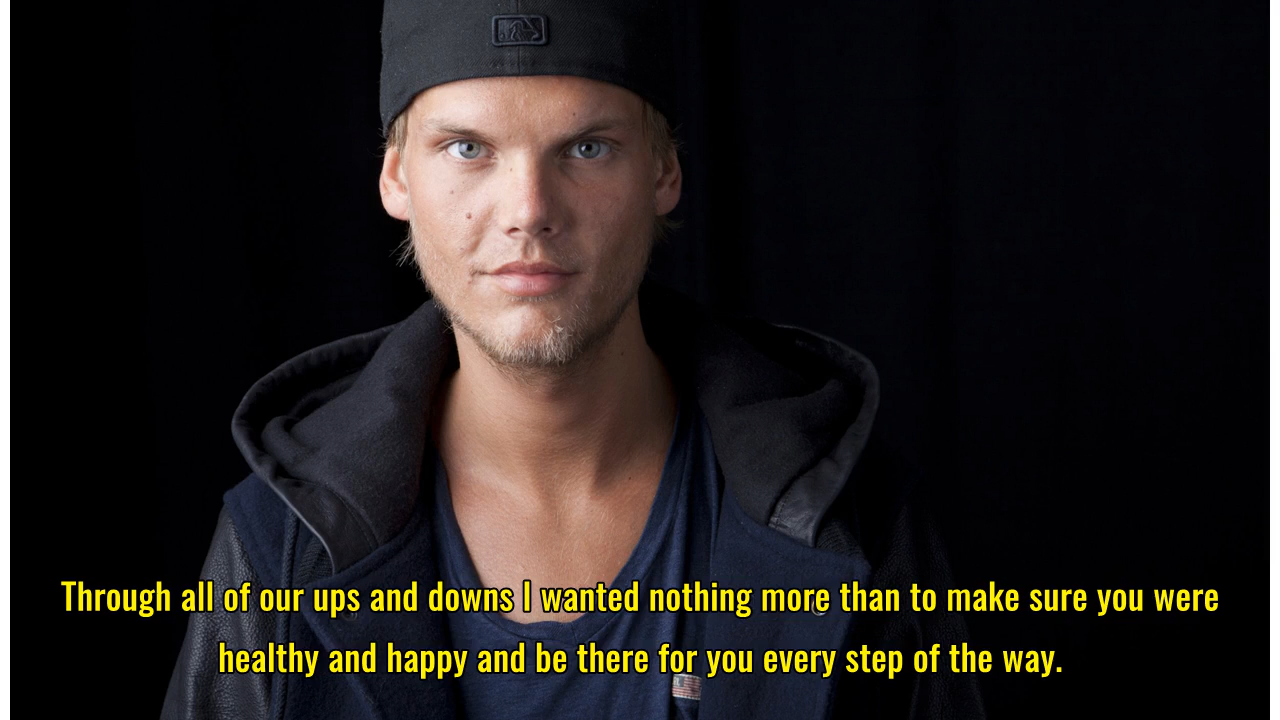 Through all of our ups and downs I wanted nothing more than to make sure you were
healthy and happy and be there for you every step of the way.